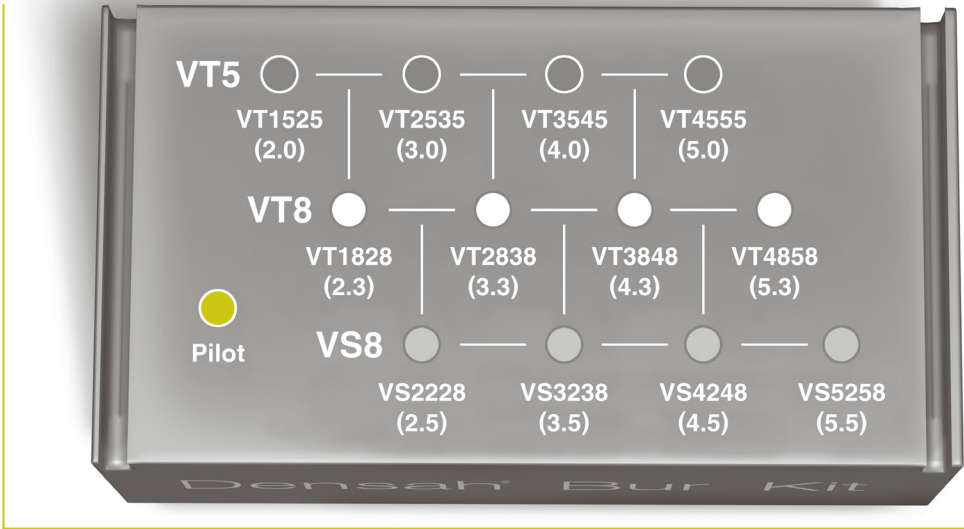 VT5
VT1525 VT2535 VT3545 VT4555
(2.0) (3.0) (4.0) (5.0)
VT8
VT1828 VT2838 VT3848 VT4858
(2.3) (3.3) (4.3) (5.3)
Pilot VS8
VS2228 VS3238 VS4248 VS5258
(2.5) (3.5) (4.5) (5.5)
Densah® Bur Kit